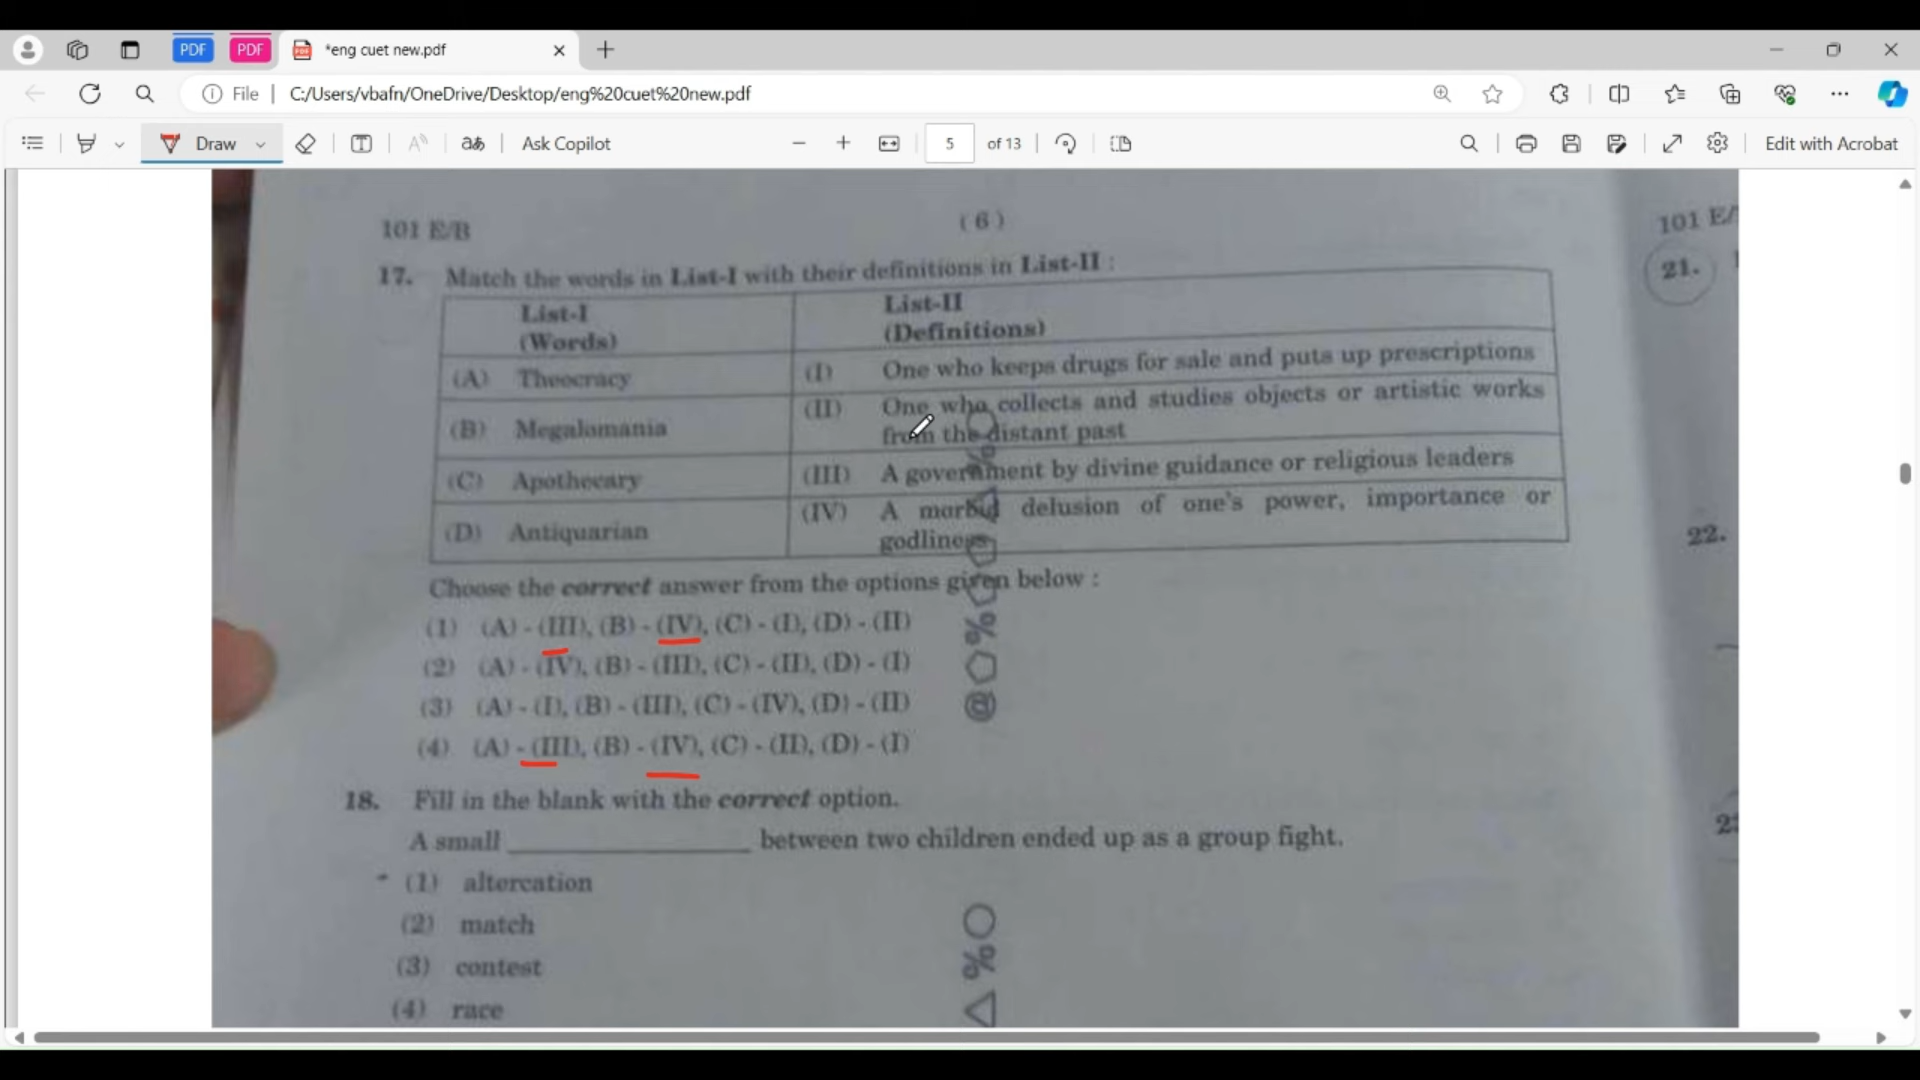 PDF
PDF
*eng cuet new.pdf
File
C:/Users/vbafn/OneDrive/Desktop/eng%20cuet%20new.pdf
Draw
Ask Copilot
5
of 13
Edit with Acrobat
101 E/B
( 6 )
101 E/
21.
17. Match the words in List-I with their definitions in List-II :
List-I
(Words)
List-II
(Definitions)
(A) Theocracy
(I) One who keeps drugs for sale and puts up prescriptions
(B) Megalomania
(II) One who collects and studies objects or artistic works
from the distant past
(C) Apothecary
(III) A government by divine guidance or religious leaders
(D) Antiquarian
(IV) A morbid delusion of one's power, importance or
godliness
22.
Choose the correct answer from the options given below :
(1) (A) - (III), (B) - (IV), (C) - (I), (D) - (II)
(2) (A) - (IV), (B) - (III), (C) - (II), (D) - (I)
(3) (A) - (I), (B) - (III), (C) - (IV), (D) - (II)
(4) (A) - (III), (B) - (IV), (C) - (II), (D) - (I)
18. Fill in the blank with the correct option.
A small ____________ between two children ended up as a group fight.
(1) altercation
(2) match
(3) contest
(4) race